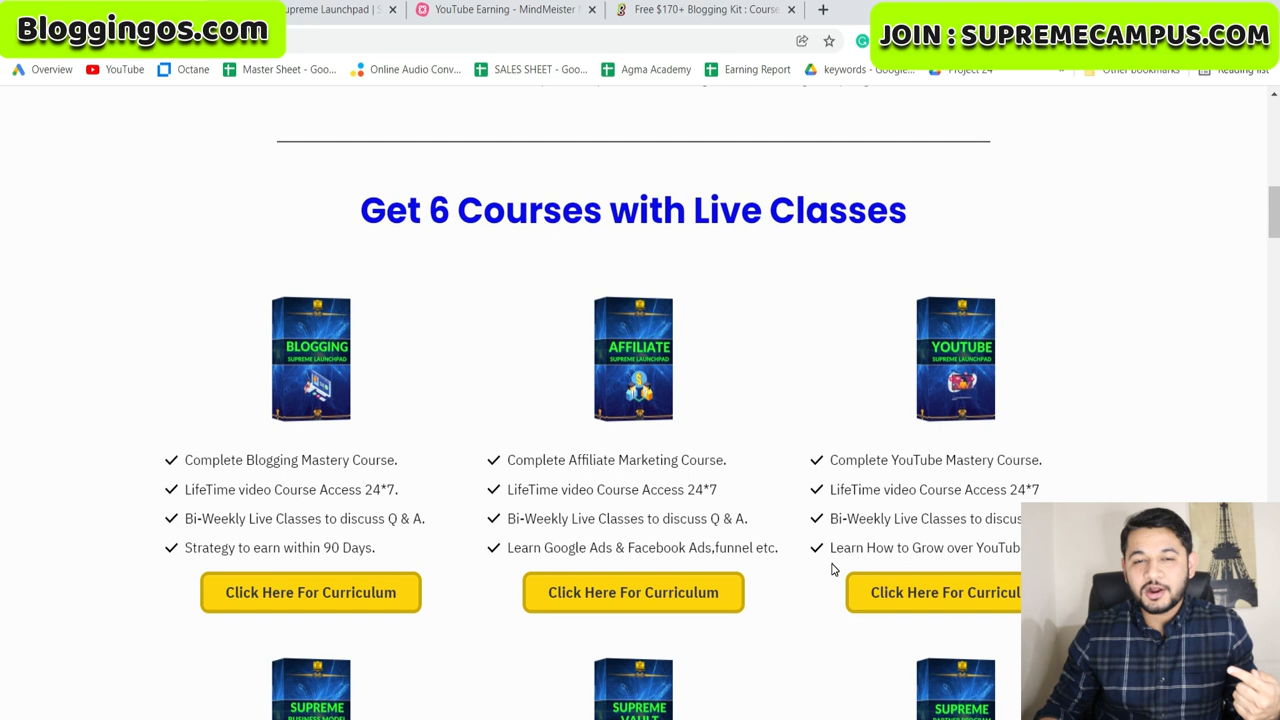 Bloggingos.com
JOIN : SUPREMECAMPUS.COM
upreme Launchpad | S
YouTube Earning - MindMeister
Free $170+ Blogging Kit : Course
Overview
YouTube
Octane
Master Sheet - Goo...
Online Audio Conv...
SALES SHEET - Goo...
Agma Academy
Earning Report
keywords - Google...
Project 24
Other bookmarks
Reading list
Get 6 Courses with Live Classes
BLOGGING
SUPREME LAUNCHPAD
AFFILIATE
SUPREME LAUNCHPAD
YOUTUBE
SUPREME LAUNCHPAD
Complete Blogging Mastery Course.
LifeTime video Course Access 24*7.
Bi-Weekly Live Classes to discuss Q & A.
Strategy to earn within 90 Days.
Click Here For Curriculum
Complete Affiliate Marketing Course.
LifeTime video Course Access 24*7
Bi-Weekly Live Classes to discuss Q & A.
Learn Google Ads & Facebook Ads,funnel etc.
Click Here For Curriculum
Complete YouTube Mastery Course.
LifeTime video Course Access 24*7
Bi-Weekly Live Classes to discus
Learn How to Grow over YouTub
Click Here For Curricul
SUPREME
BUSINESS MODEL
SUPREME
VAULT
SUPREME
PARTNER PROGRAM